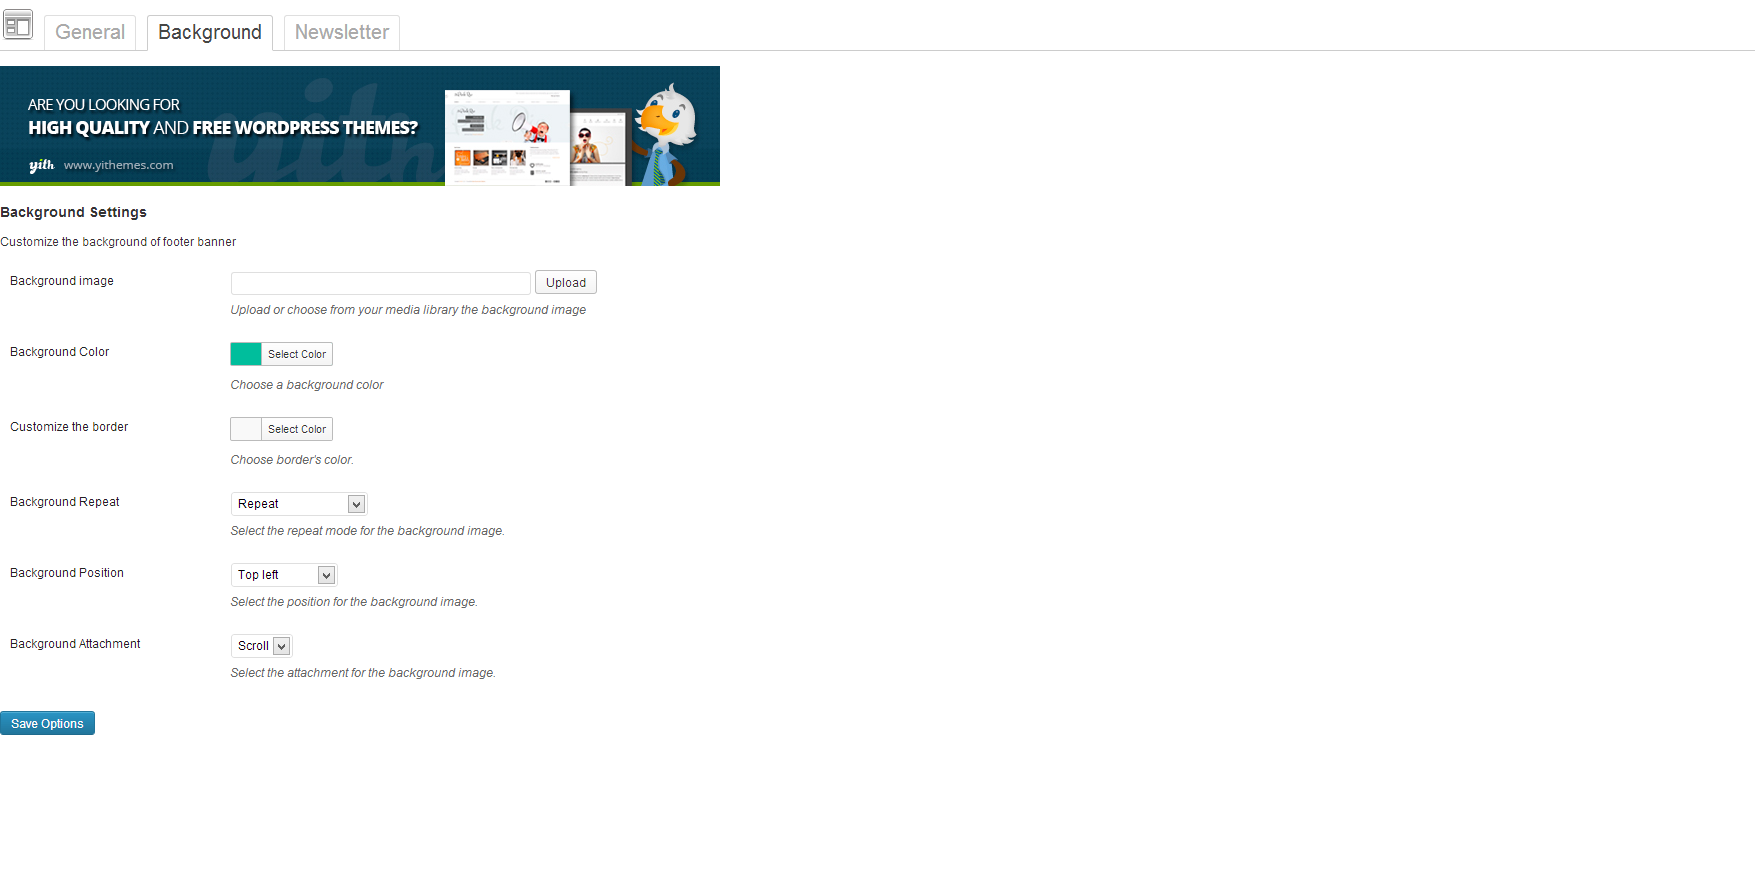 General
Background
Newsletter
ARE YOU LOOKING FOR
HIGH QUALITY AND FREE WORDPRESS THEMES?
yith www.yithemes.com
Background Settings
Customize the background of footer banner
Background image
Upload
Upload or choose from your media library the background image
Background Color
Select Color
Choose a background color
Customize the border
Select Color
Choose border's color.
Background Repeat
Repeat
Select the repeat mode for the background image.
Background Position
Top left
Select the position for the background image.
Background Attachment
Scroll
Select the attachment for the background image.
Save Options